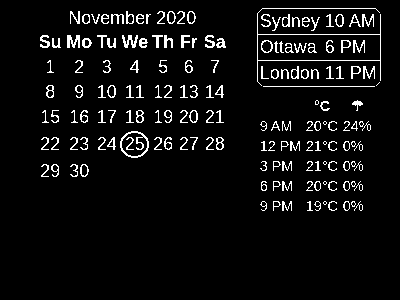 November 2020
Su Mo Tu We Th Fr Sa
1 2 3 4 5 6 7
8 9 10 11 12 13 14
15 16 17 18 19 20 21
22 23 24 25 26 27 28
29 30
Sydney 10 AM
Ottawa 6 PM
London 11 PM
°C ☂
9 AM 20°C 24%
12 PM 21°C 0%
3 PM 21°C 0%
6 PM 20°C 0%
9 PM 19°C 0%